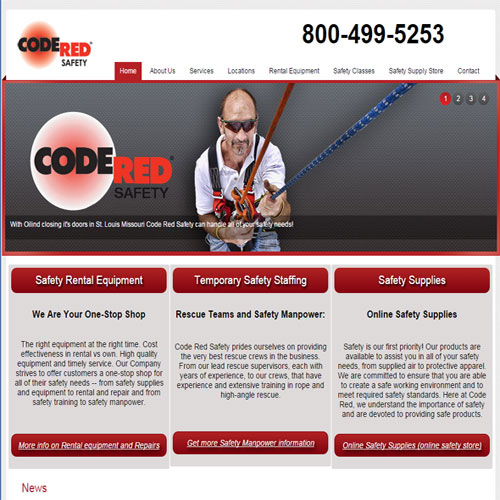 CODE RED®
SAFETY
800-499-5253
Home About Us Services Locations Rental Equipment Safety Classes Safety Supply Store Contact
1 2 3 4
CODE RED®
SAFETY
With Oilind closing it's doors in St. Louis Missouri Code Red Safety can handle all of your safety needs!
Safety Rental Equipment
We Are Your One-Stop Shop
The right equipment at the right time. Cost
effectiveness in rental vs own. High quality
equipment and timely service. Our Company
strives to offer customers a one-stop shop for
all of their safety needs -- from safety supplies
and equipment to rental and repair and from
safety training to safety manpower.
More info on Rental equipment and Repairs
Temporary Safety Staffing
Rescue Teams and Safety Manpower:
Code Red Safety prides ourselves on providing
the very best rescue crews in the business.
From our lead rescue supervisors, each with
years of experience, to our crews, that have
experience and extensive training in rope and
high-angle rescue.
Get more Safety Manpower information
Safety Supplies
Online Safety Supplies
Safety is our first priority! Our products are
available to assist you in all of your safety
needs, from supplied air to protective apparel.
We are committed to ensure that you are able
to create a safe working environment and to
meet required safety standards. Here at Code
Red, we understand the importance of safety
and are devoted to providing safe products.
Online Safety Supplies (online safety store)
News